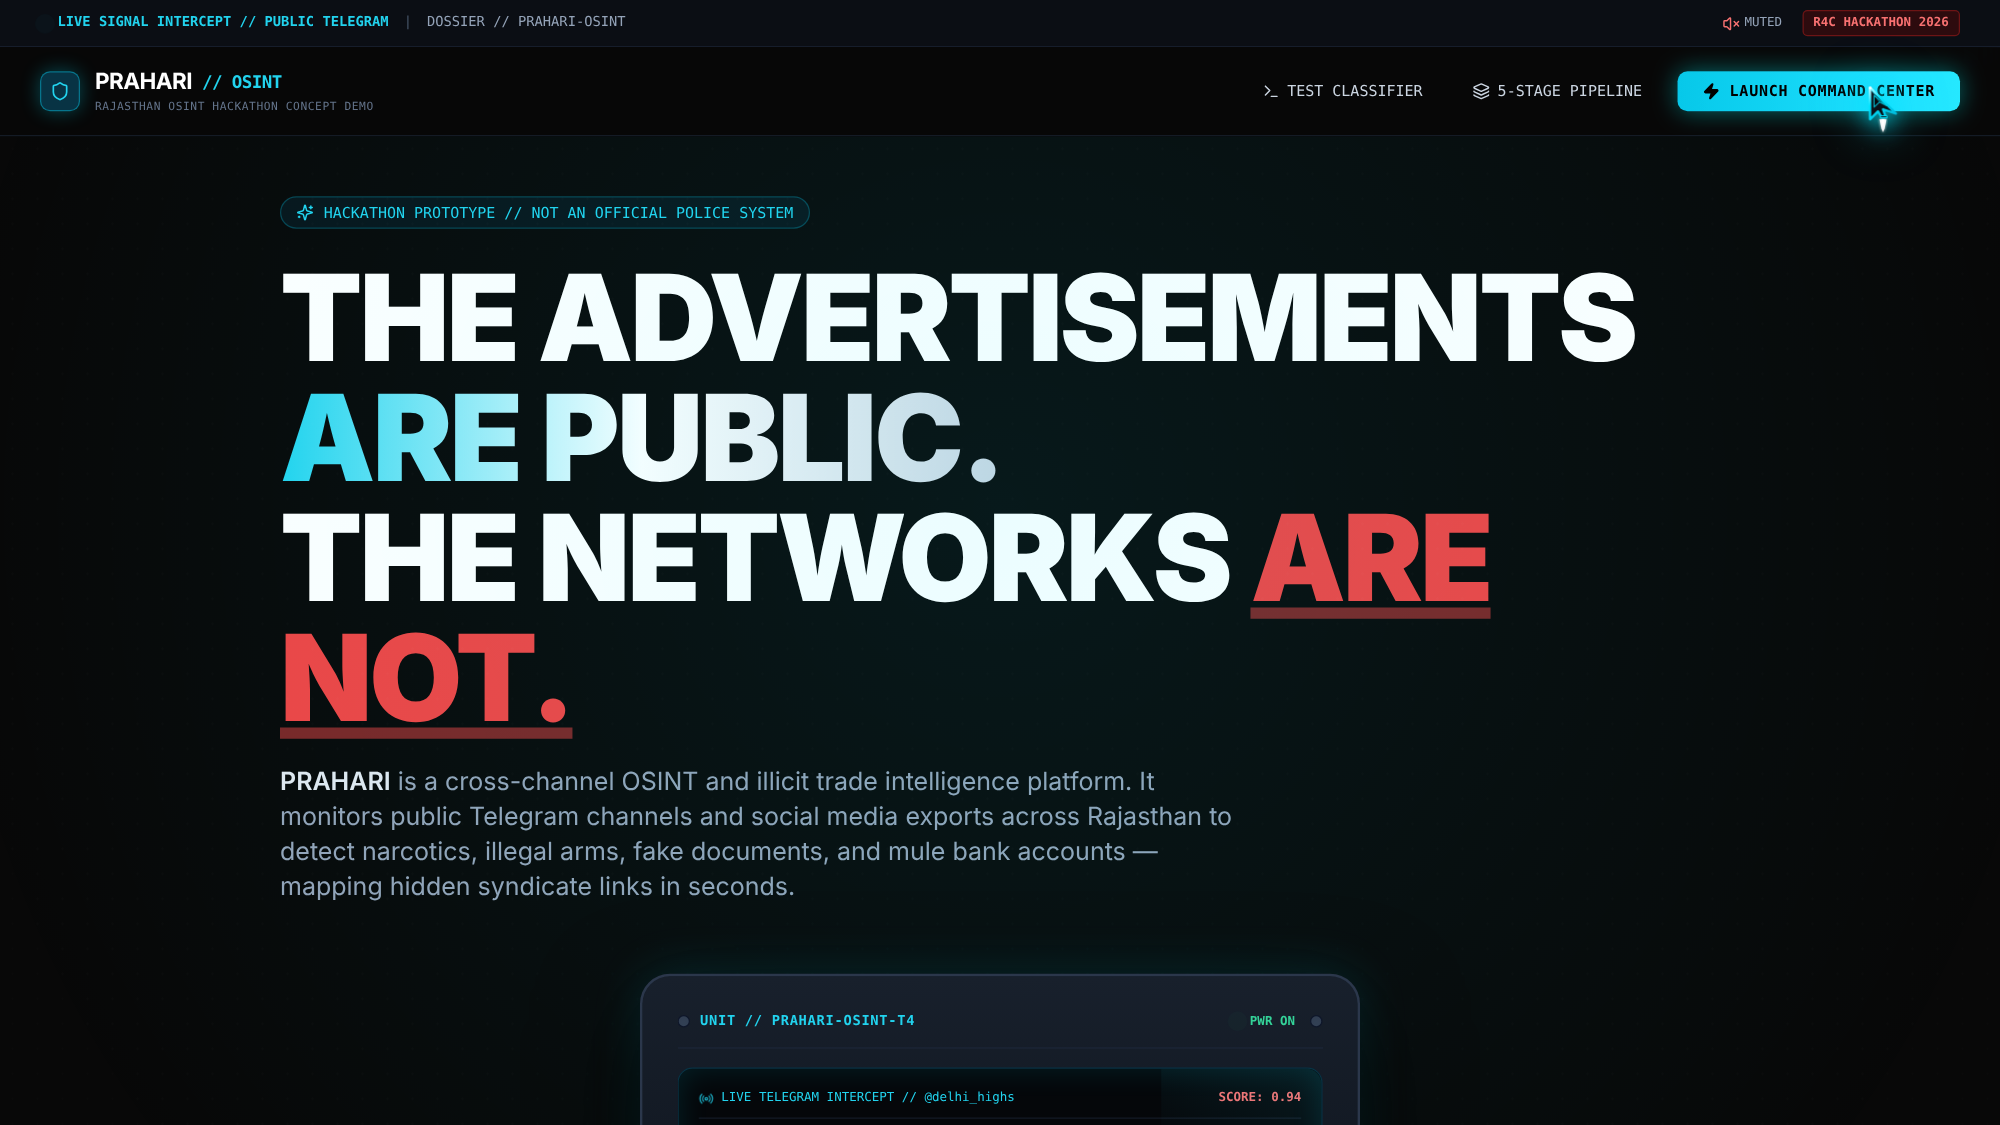 LIVE SIGNAL INTERCEPT // PUBLIC TELEGRAM | DOSSIER // PRAHARI-OSINT
MUTED
R4C HACKATHON 2026
PRAHARI // OSINT
RAJASTHAN OSINT HACKATHON CONCEPT DEMO
TEST CLASSIFIER
5-STAGE PIPELINE
LAUNCH COMMAND CENTER
HACKATHON PROTOTYPE // NOT AN OFFICIAL POLICE SYSTEM
THE ADVERTISEMENTS
ARE PUBLIC.
THE NETWORKS ARE
NOT.
PRAHARI is a cross-channel OSINT and illicit trade intelligence platform. It
monitors public Telegram channels and social media exports across Rajasthan to
detect narcotics, illegal arms, fake documents, and mule bank accounts —
mapping hidden syndicate links in seconds.
UNIT // PRAHARI-OSINT-T4
PWR ON
LIVE TELEGRAM INTERCEPT // @delhi_highs
SCORE: 0.94